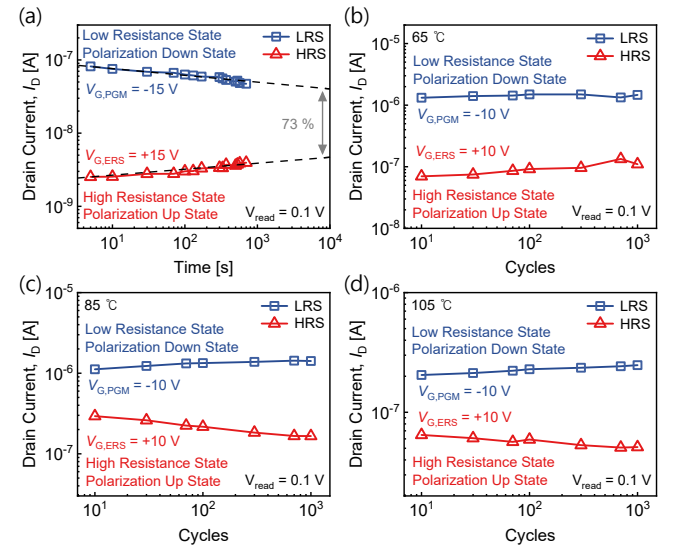 (a)
LRS
HRS
Low Resistance State
Polarization Down State
V_G,PGM = -15 V
73 %
V_G,ERS = +15 V
High Resistance State
Polarization Up State
V_read = 0.1 V
10^-7
10^-8
10^-9
Drain Current, I_D [A]
10^1 10^2 10^3 10^4
Time [s]
(b)
65 ℃
LRS
HRS
Low Resistance State
Polarization Down State
V_G,PGM = -10 V
V_G,ERS = +10 V
High Resistance State
Polarization Up State
V_read = 0.1 V
10^-5
10^-6
10^-7
10^-8
Drain Current, I_D [A]
10^1 10^2 10^3
Cycles
(c)
85 ℃
LRS
HRS
Low Resistance State
Polarization Down State
V_G,PGM = -10 V
V_G,ERS = +10 V
High Resistance State
Polarization Up State
V_read = 0.1 V
10^-5
10^-6
10^-7
Drain Current, I_D [A]
10^1 10^2 10^3
Cycles
(d)
105 ℃
LRS
HRS
Low Resistance State
Polarization Down State
V_G,PGM = -10 V
V_G,ERS = +10 V
High Resistance State
Polarization Up State
V_read = 0.1 V
10^-6
10^-7
Drain Current, I_D [A]
10^1 10^2 10^3
Cycles